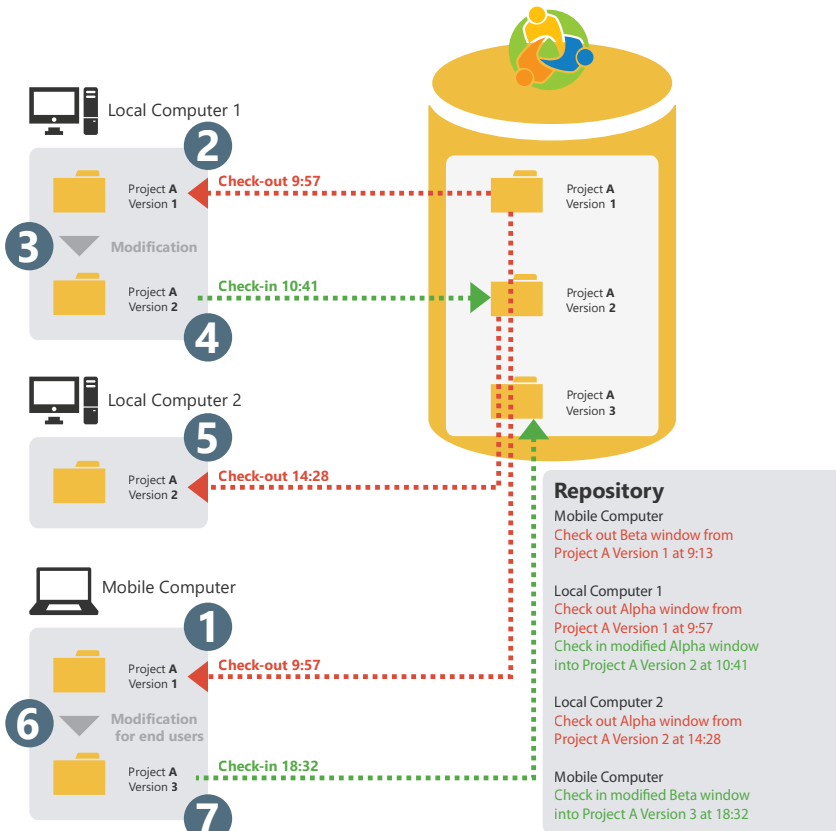 Local Computer 1
2
Project A
Version 1
Check-out 9:57
Project A
Version 1
3
Modification
Project A
Version 2
Check-in 10:41
Project A
Version 2
4
Local Computer 2
Project A
Version 3
5
Project A
Version 2
Check-out 14:28
Mobile Computer
1
Project A
Version 1
Check-out 9:57
6
Modification
for end users
Project A
Version 3
Check-in 18:32
7
Repository
Mobile Computer
Check out Beta window from
Project A Version 1 at 9:13
Local Computer 1
Check out Alpha window from
Project A Version 1 at 9:57
Check in modified Alpha window
into Project A Version 2 at 10:41
Local Computer 2
Check out Alpha window from
Project A Version 2 at 14:28
Mobile Computer
Check in modified Beta window
into Project A Version 3 at 18:32